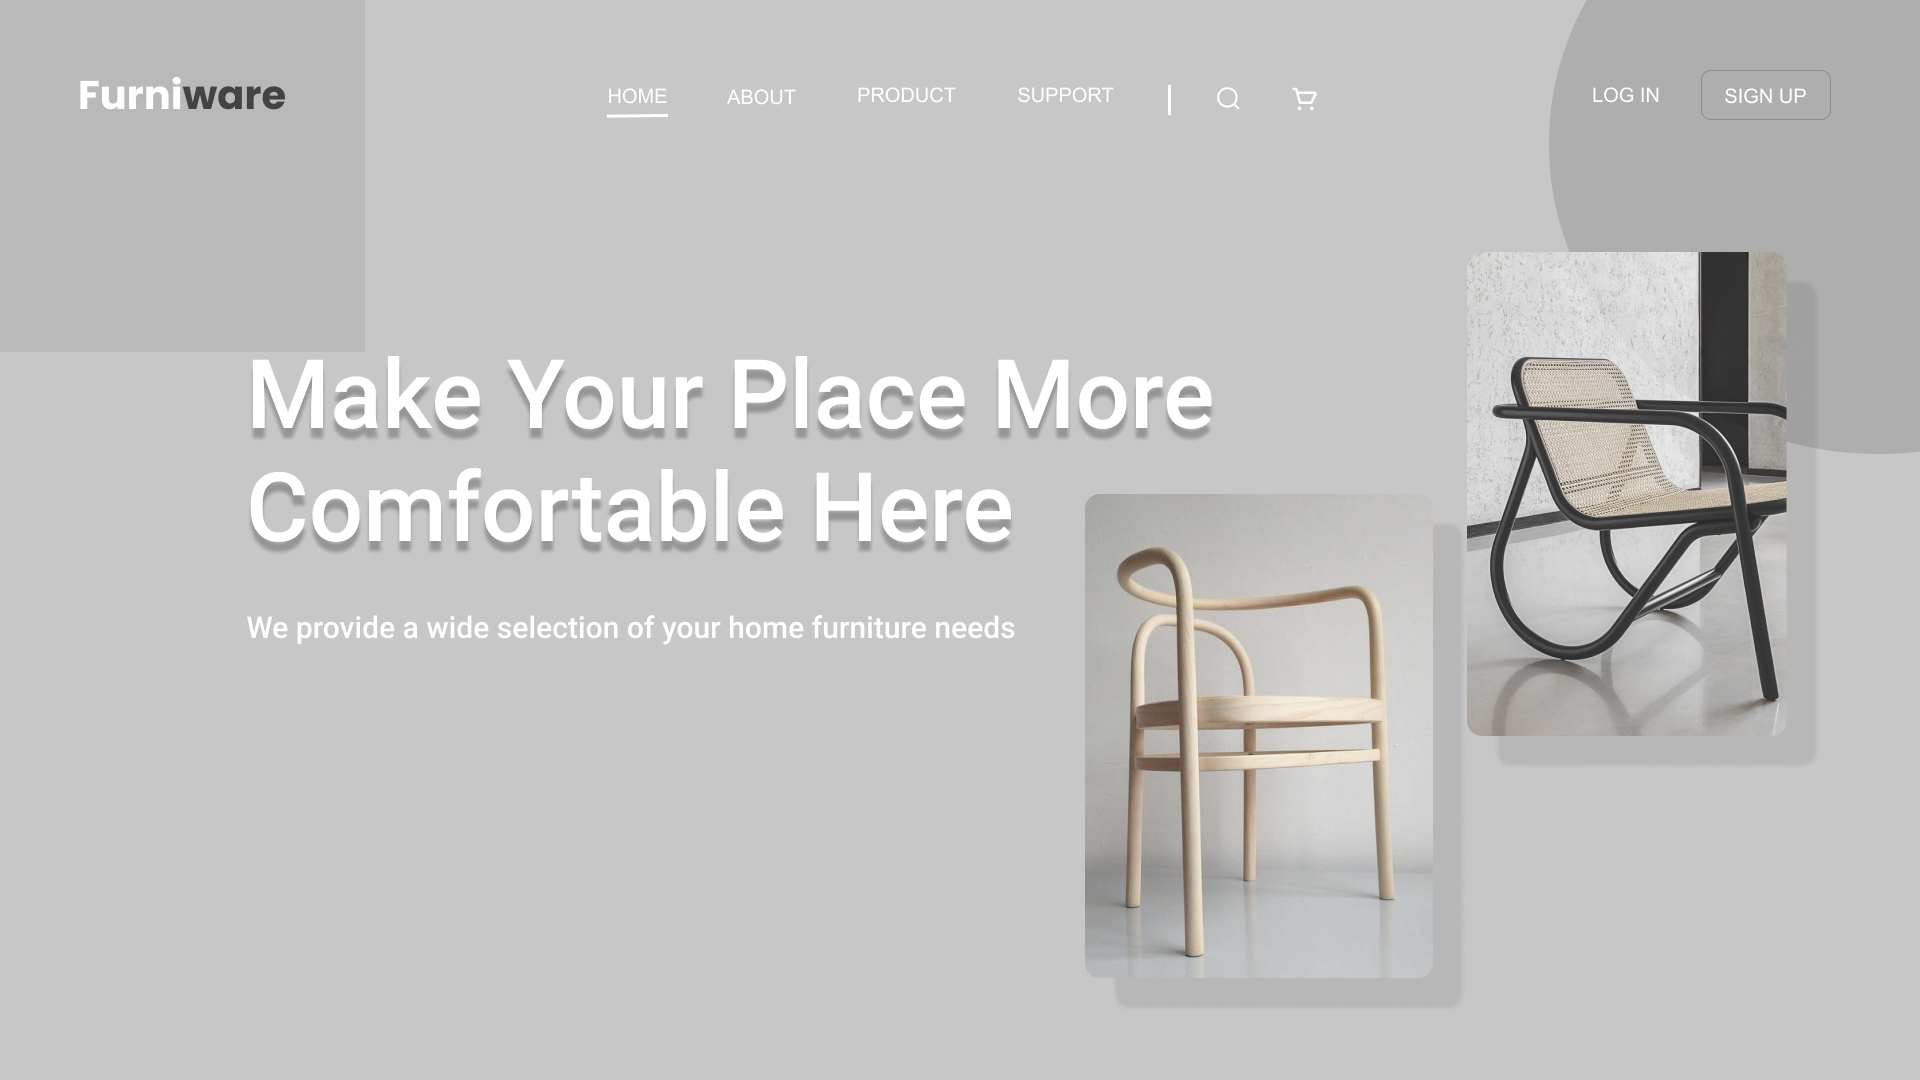 Furniware
HOME
ABOUT
PRODUCT
SUPPORT
LOG IN
SIGN UP
Make Your Place More
Comfortable Here
We provide a wide selection of your home furniture needs